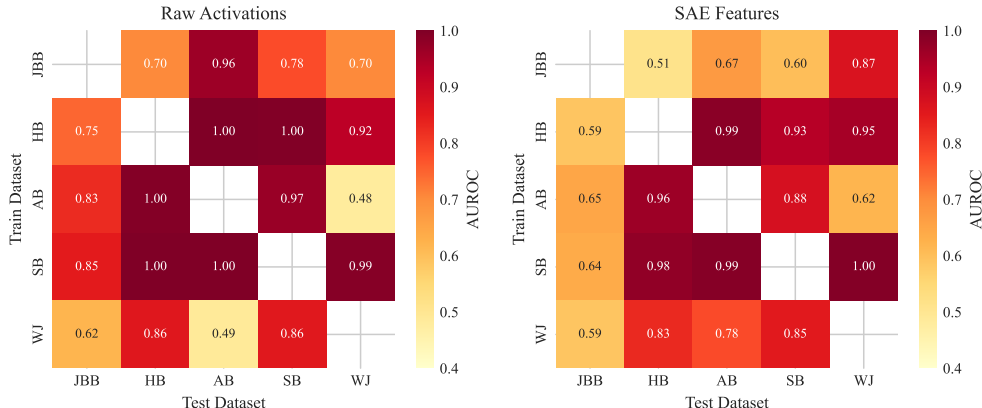 Raw Activations
JBB
HB
AB
SB
WJ
Train Dataset
0.70 0.96 0.78 0.70
0.75 1.00 1.00 0.92
0.83 1.00 0.97 0.48
0.85 1.00 1.00 0.99
0.62 0.86 0.49 0.86
JBB HB AB SB WJ
Test Dataset
1.0
0.9
0.8
0.7
0.6
0.5
0.4
AUROC
SAE Features
JBB
HB
AB
SB
WJ
Train Dataset
0.51 0.67 0.60 0.87
0.59 0.99 0.93 0.95
0.65 0.96 0.88 0.62
0.64 0.98 0.99 1.00
0.59 0.83 0.78 0.85
JBB HB AB SB WJ
Test Dataset
1.0
0.9
0.8
0.7
0.6
0.5
0.4
AUROC